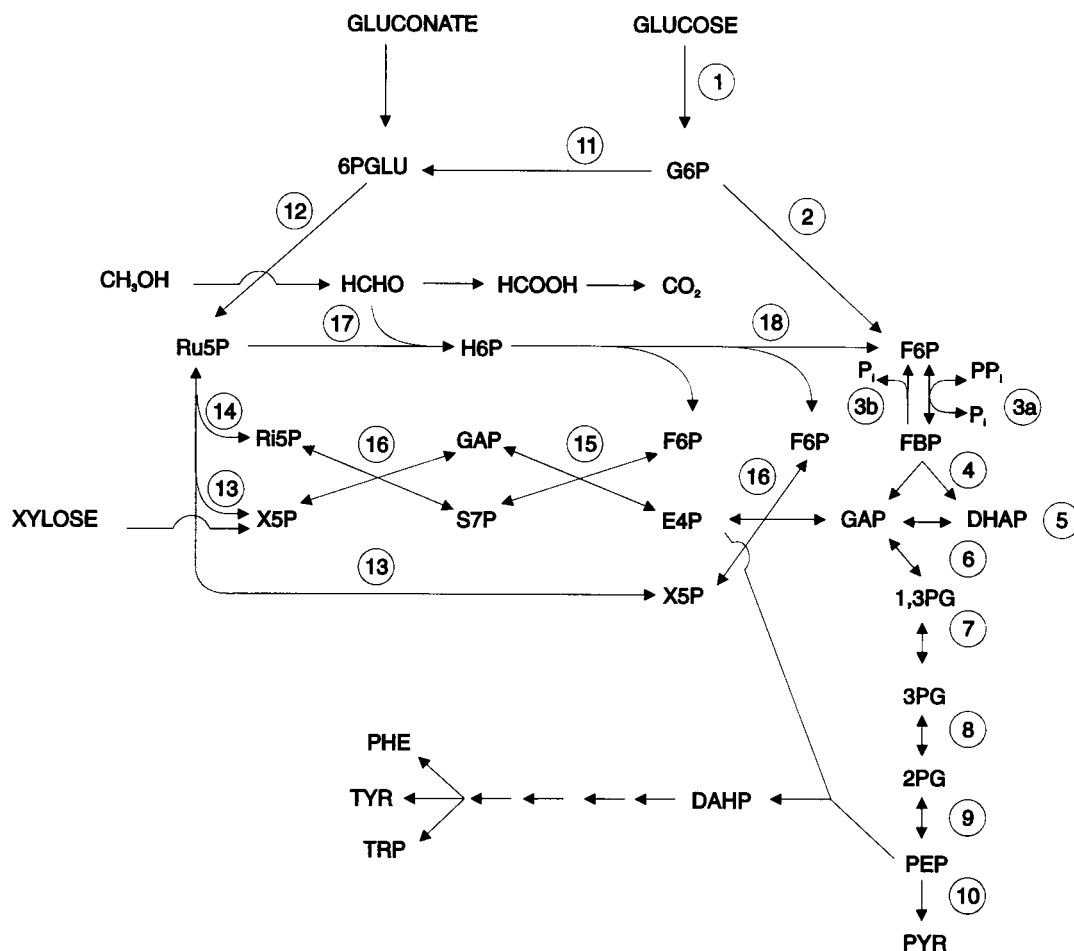 GLUCONATE GLUCOSE
1
11
6PGLU G6P
12 2
CH₃OH HCHO HCOOH CO₂
17 18
Ru5P H6P F6P
Pᵢ PPᵢ
3b 3a
Pᵢ
14
Ri5P 16 GAP 15 F6P F6P FBP
4
13 16
XYLOSE X5P S7P E4P GAP DHAP 5
6
13
X5P 1,3PG
7
3PG
8
PHE
2PG
TYR DAHP
9
TRP
PEP
10
PYR